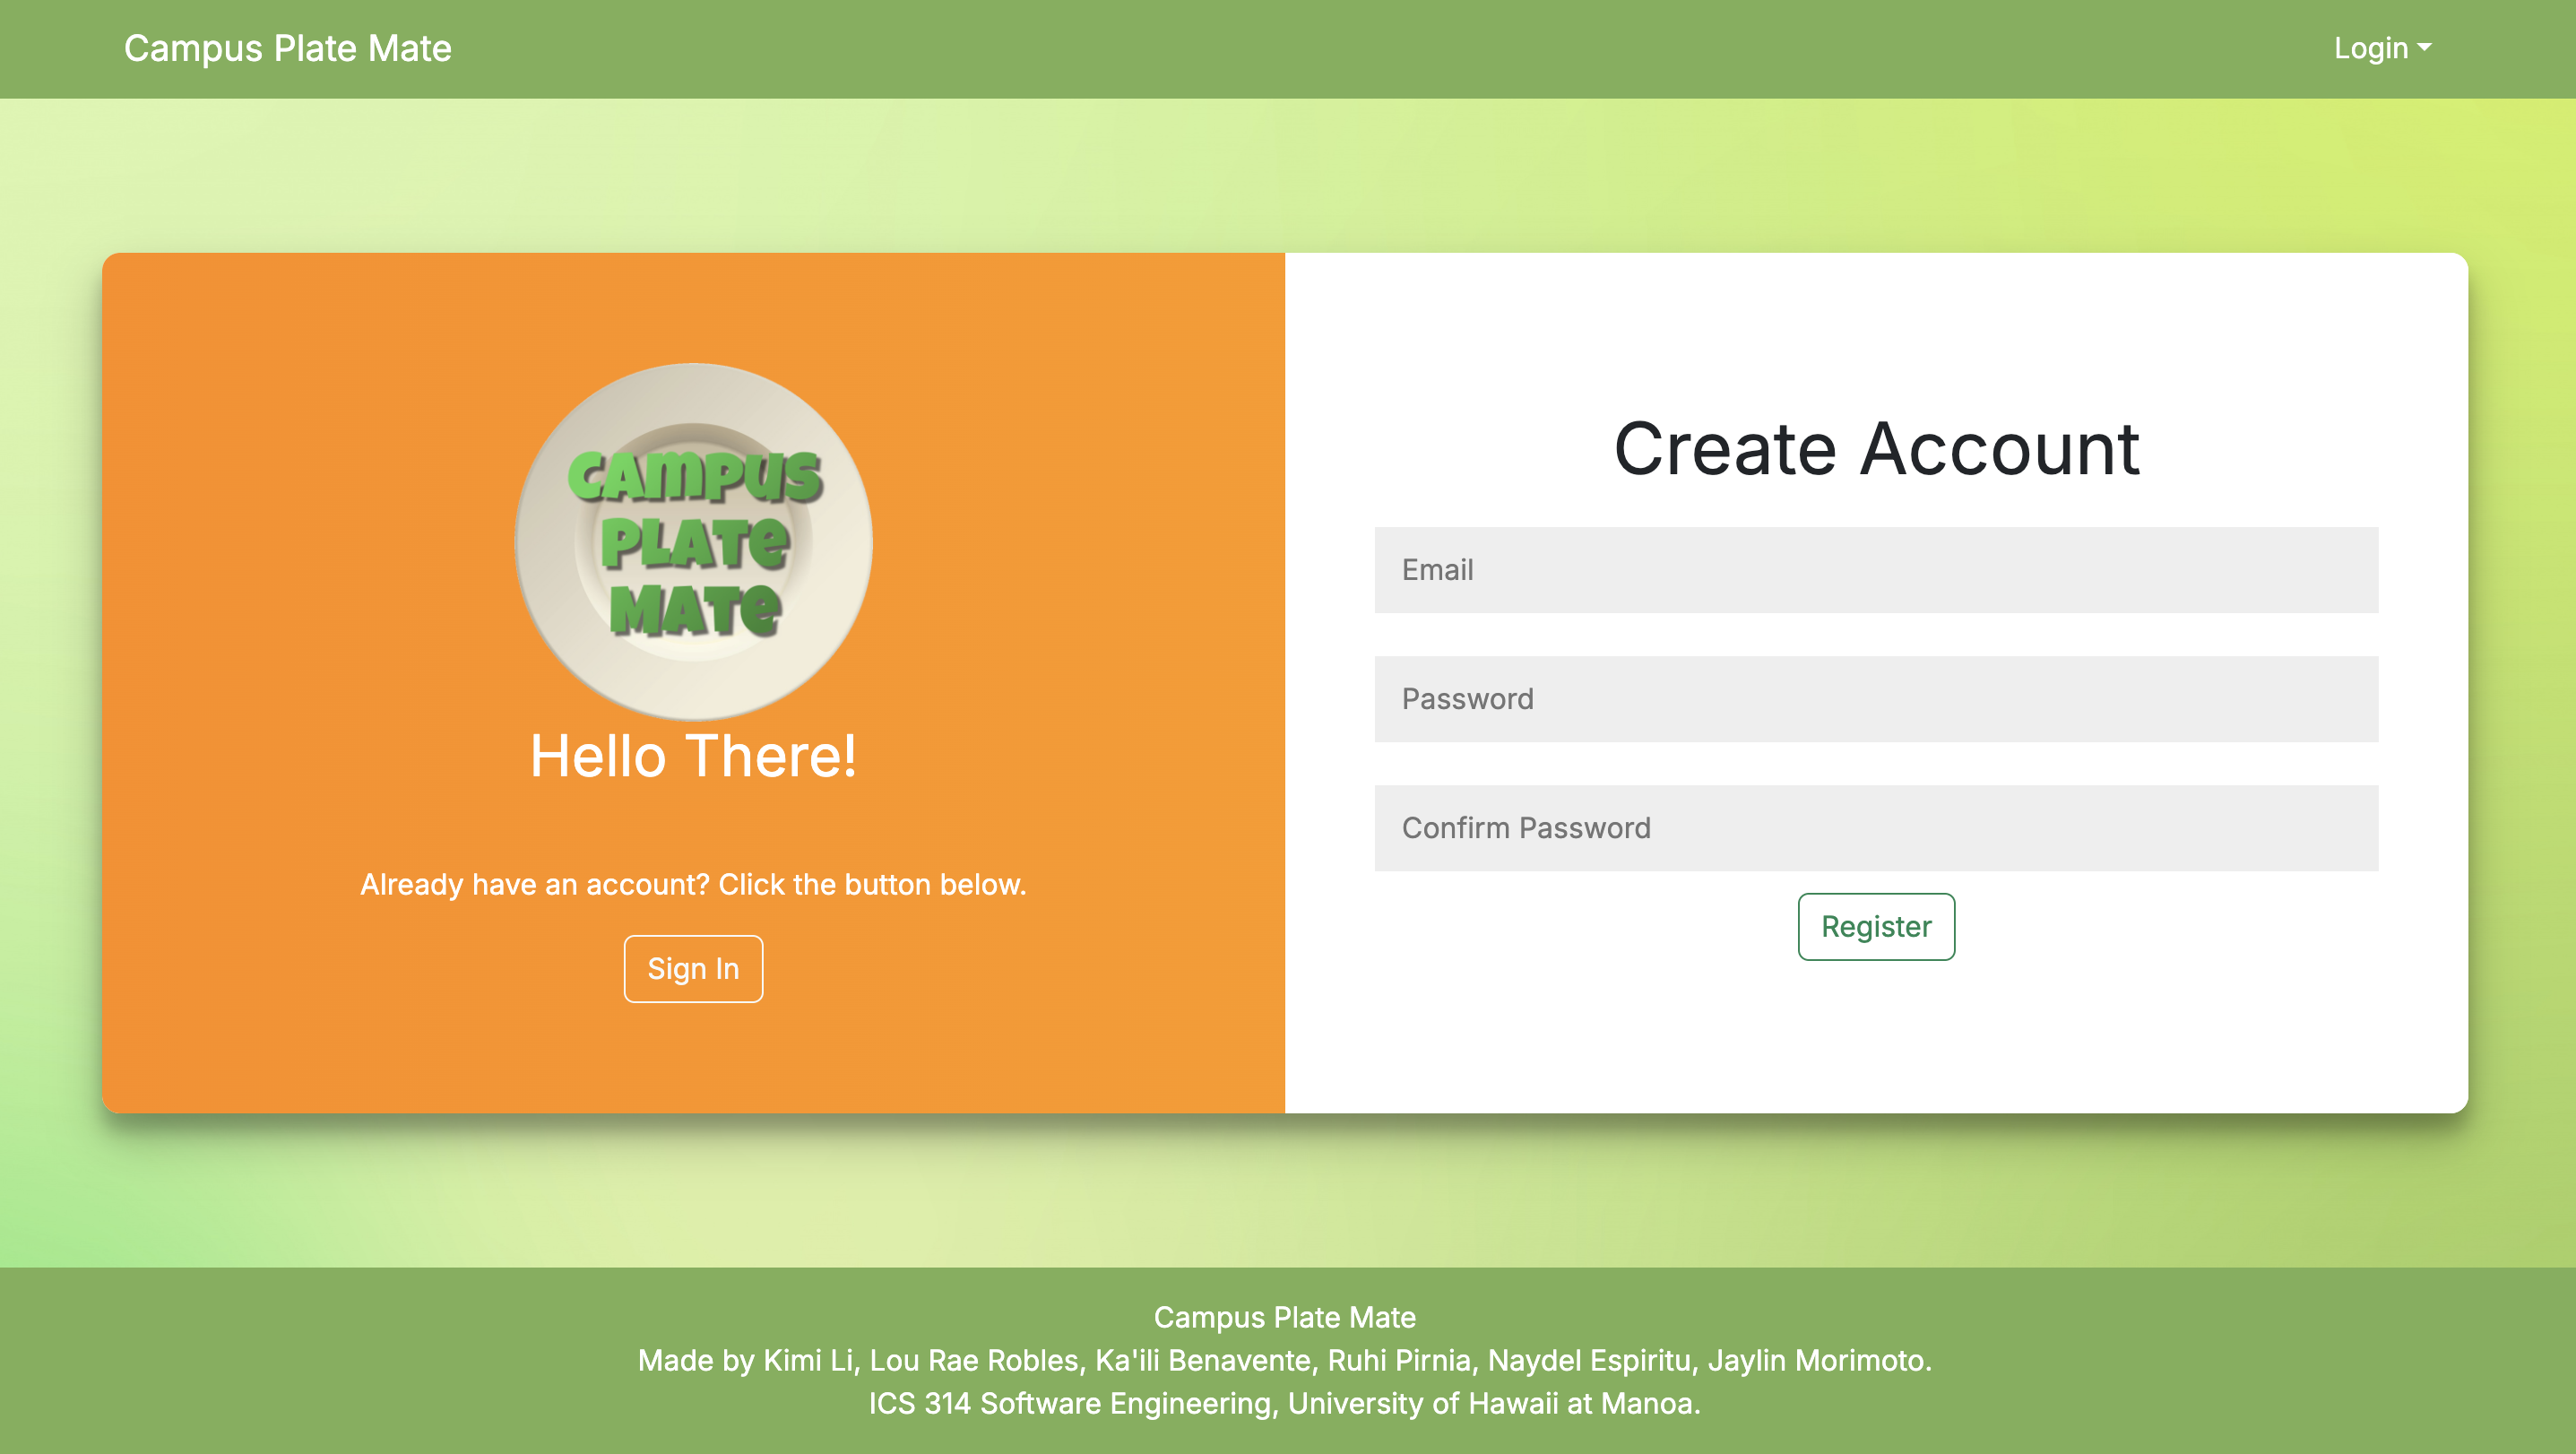 Campus Plate Mate
Login
CAMPUS
PLATE
MATE
Hello There!
Already have an account? Click the button below.
Sign In
Create Account
Email
Password
Confirm Password
Register
Campus Plate Mate
Made by Kimi Li, Lou Rae Robles, Ka'ili Benavente, Ruhi Pirnia, Naydel Espiritu, Jaylin Morimoto.
ICS 314 Software Engineering, University of Hawaii at Manoa.